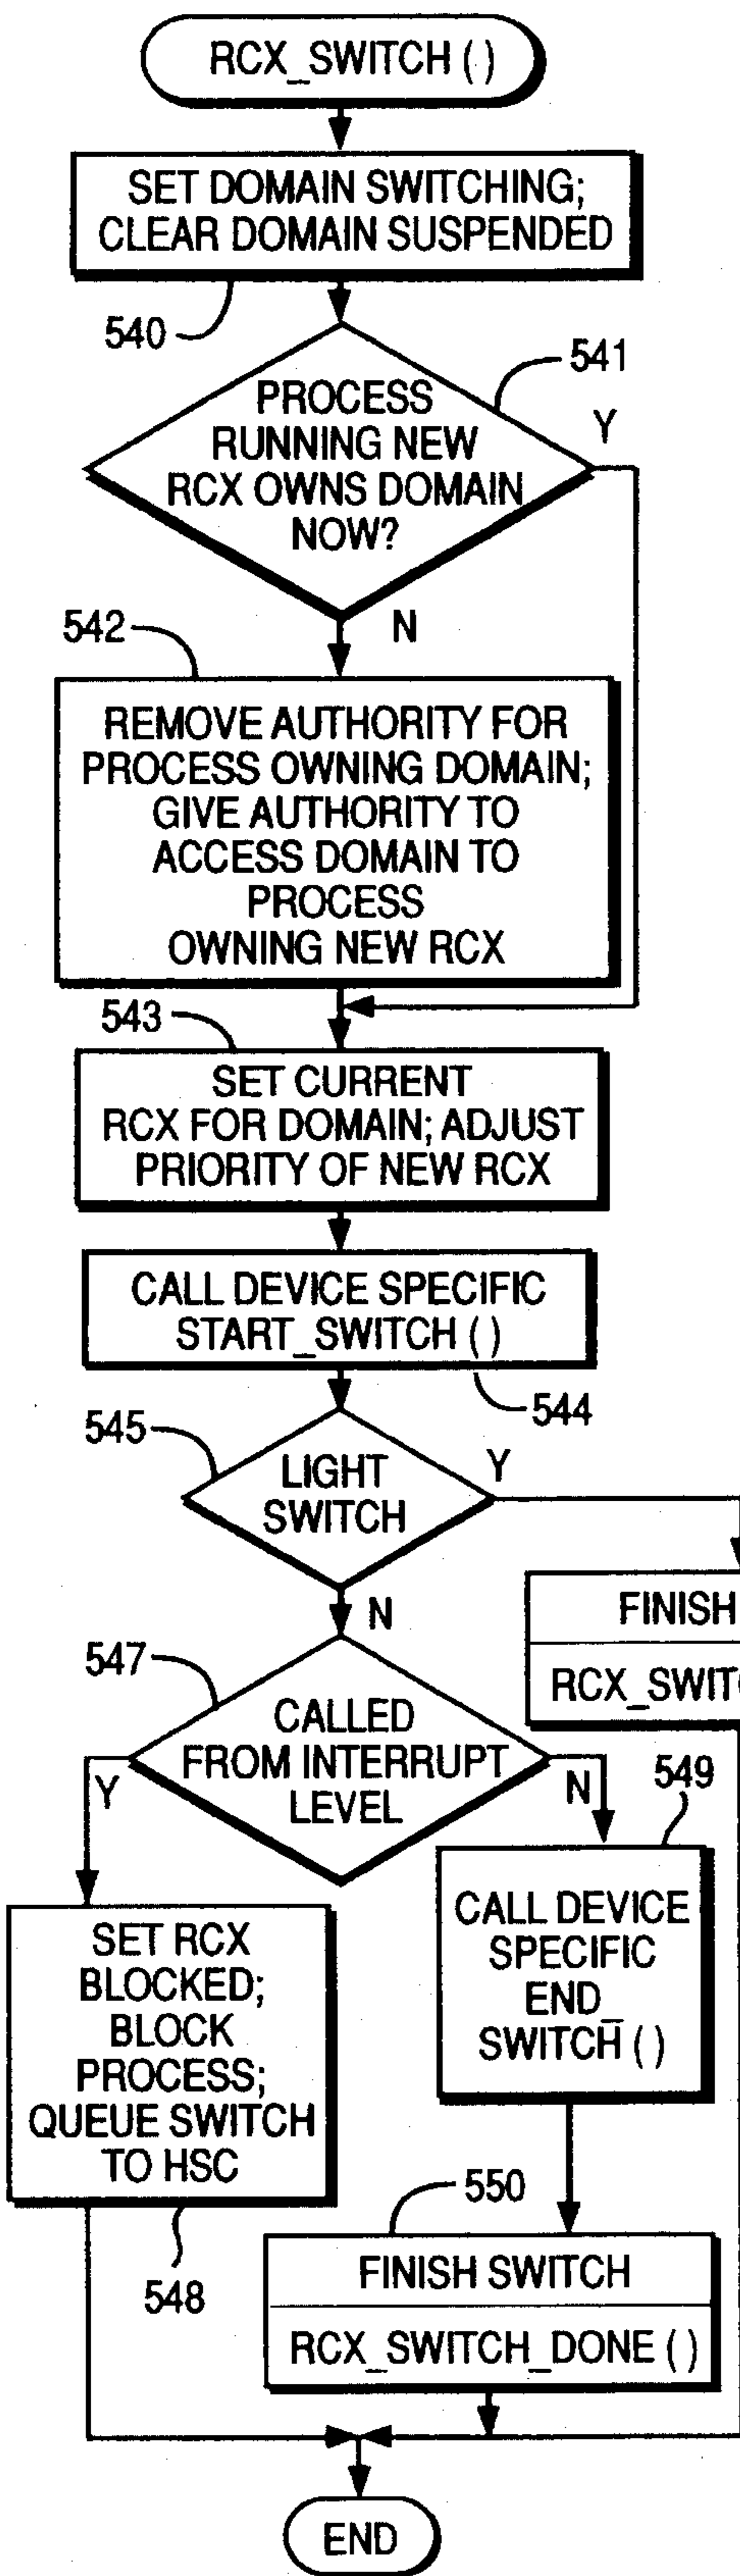 RCX_SWITCH ( )
SET DOMAIN SWITCHING;
CLEAR DOMAIN SUSPENDED
540
541
PROCESS
RUNNING NEW
RCX OWNS DOMAIN
NOW?
Y
N
542
REMOVE AUTHORITY FOR
PROCESS OWNING DOMAIN;
GIVE AUTHORITY TO
ACCESS DOMAIN TO
PROCESS
OWNING NEW RCX
543
SET CURRENT
RCX FOR DOMAIN; ADJUST
PRIORITY OF NEW RCX
CALL DEVICE SPECIFIC
START_SWITCH ( )
544
545
LIGHT
SWITCH
Y
N
FINISH
547
CALLED
FROM INTERRUPT
LEVEL
Y
N
549
SET RCX
BLOCKED;
BLOCK
PROCESS;
QUEUE SWITCH
TO HSC
548
CALL DEVICE
SPECIFIC
END_
SWITCH ( )
550
FINISH SWITCH
RCX_SWITCH_DONE ( )
END